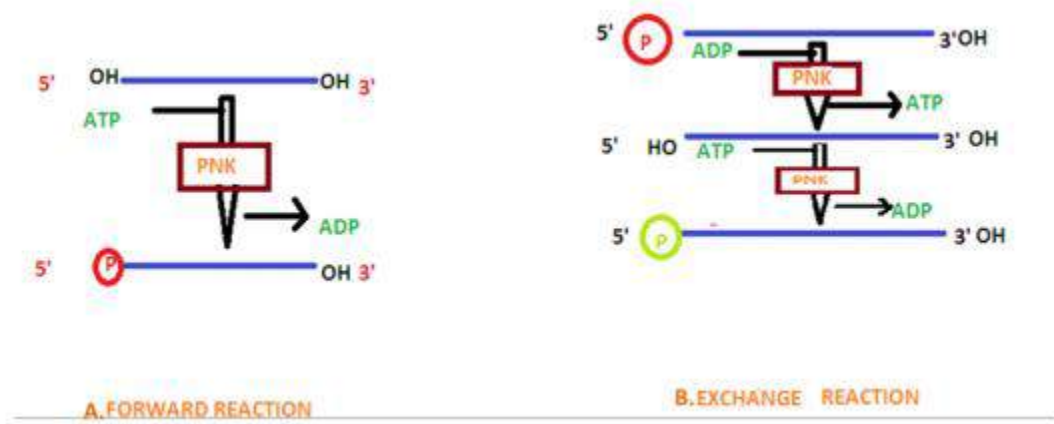 5' OH OH 3'
ATP
PNK
ADP
5' P OH 3'
A.FORWARD REACTION
5' P 3'OH
ADP
PNK
ATP
5' HO 3' OH
ATP
PNK
ADP
5' P 3' OH
B.EXCHANGE REACTION